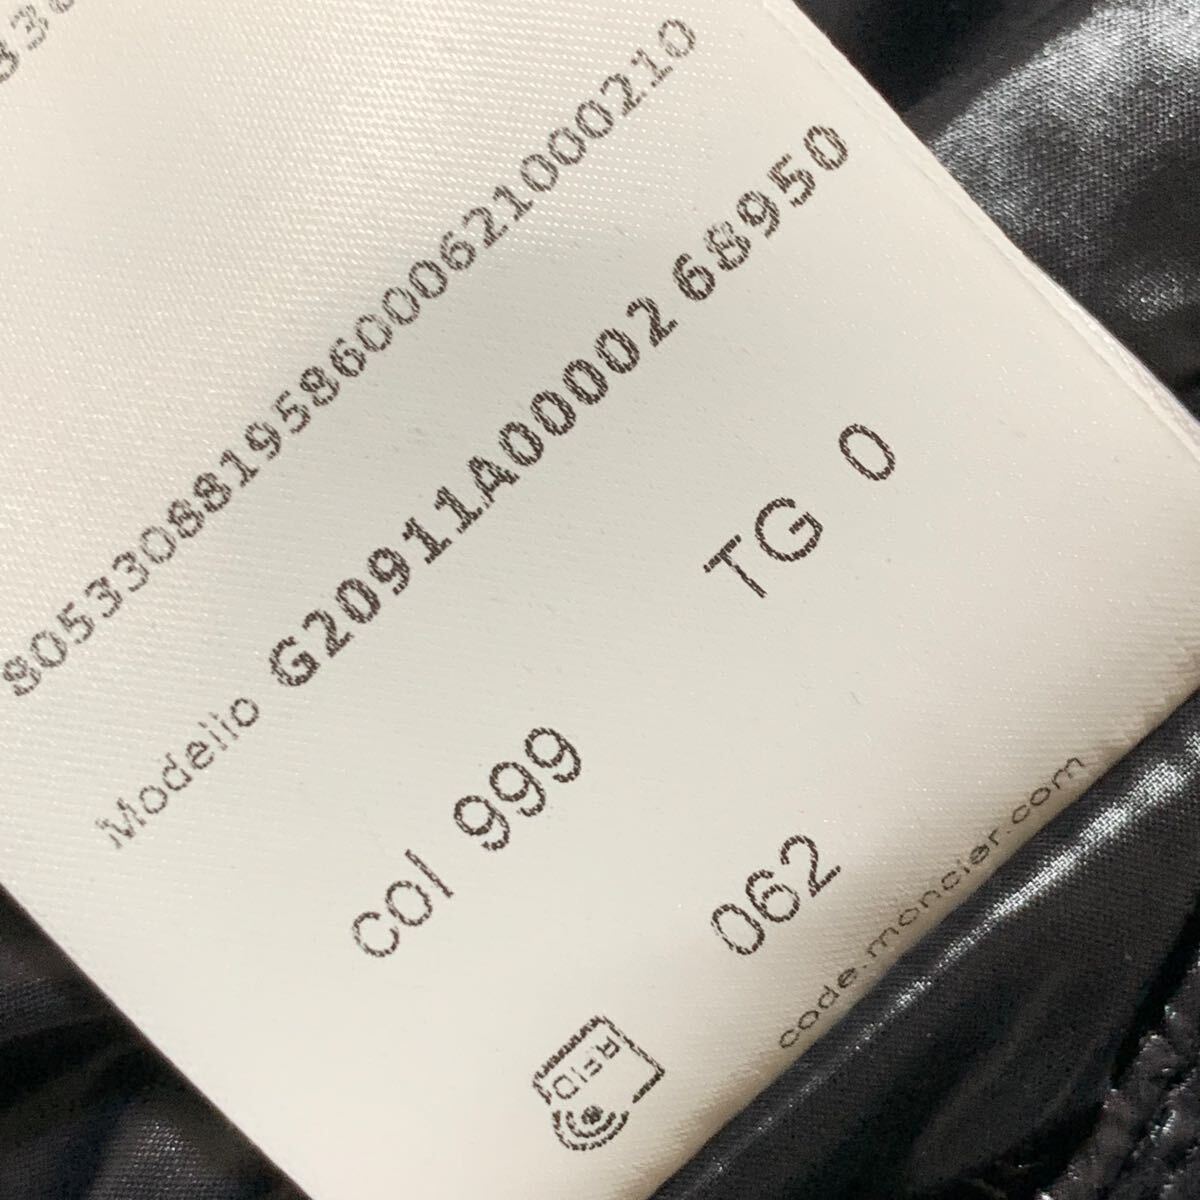 8053308819586000621000210
Modello G20911A00002 68950
col 999 TG 0
062
RFID
code.moncler.com